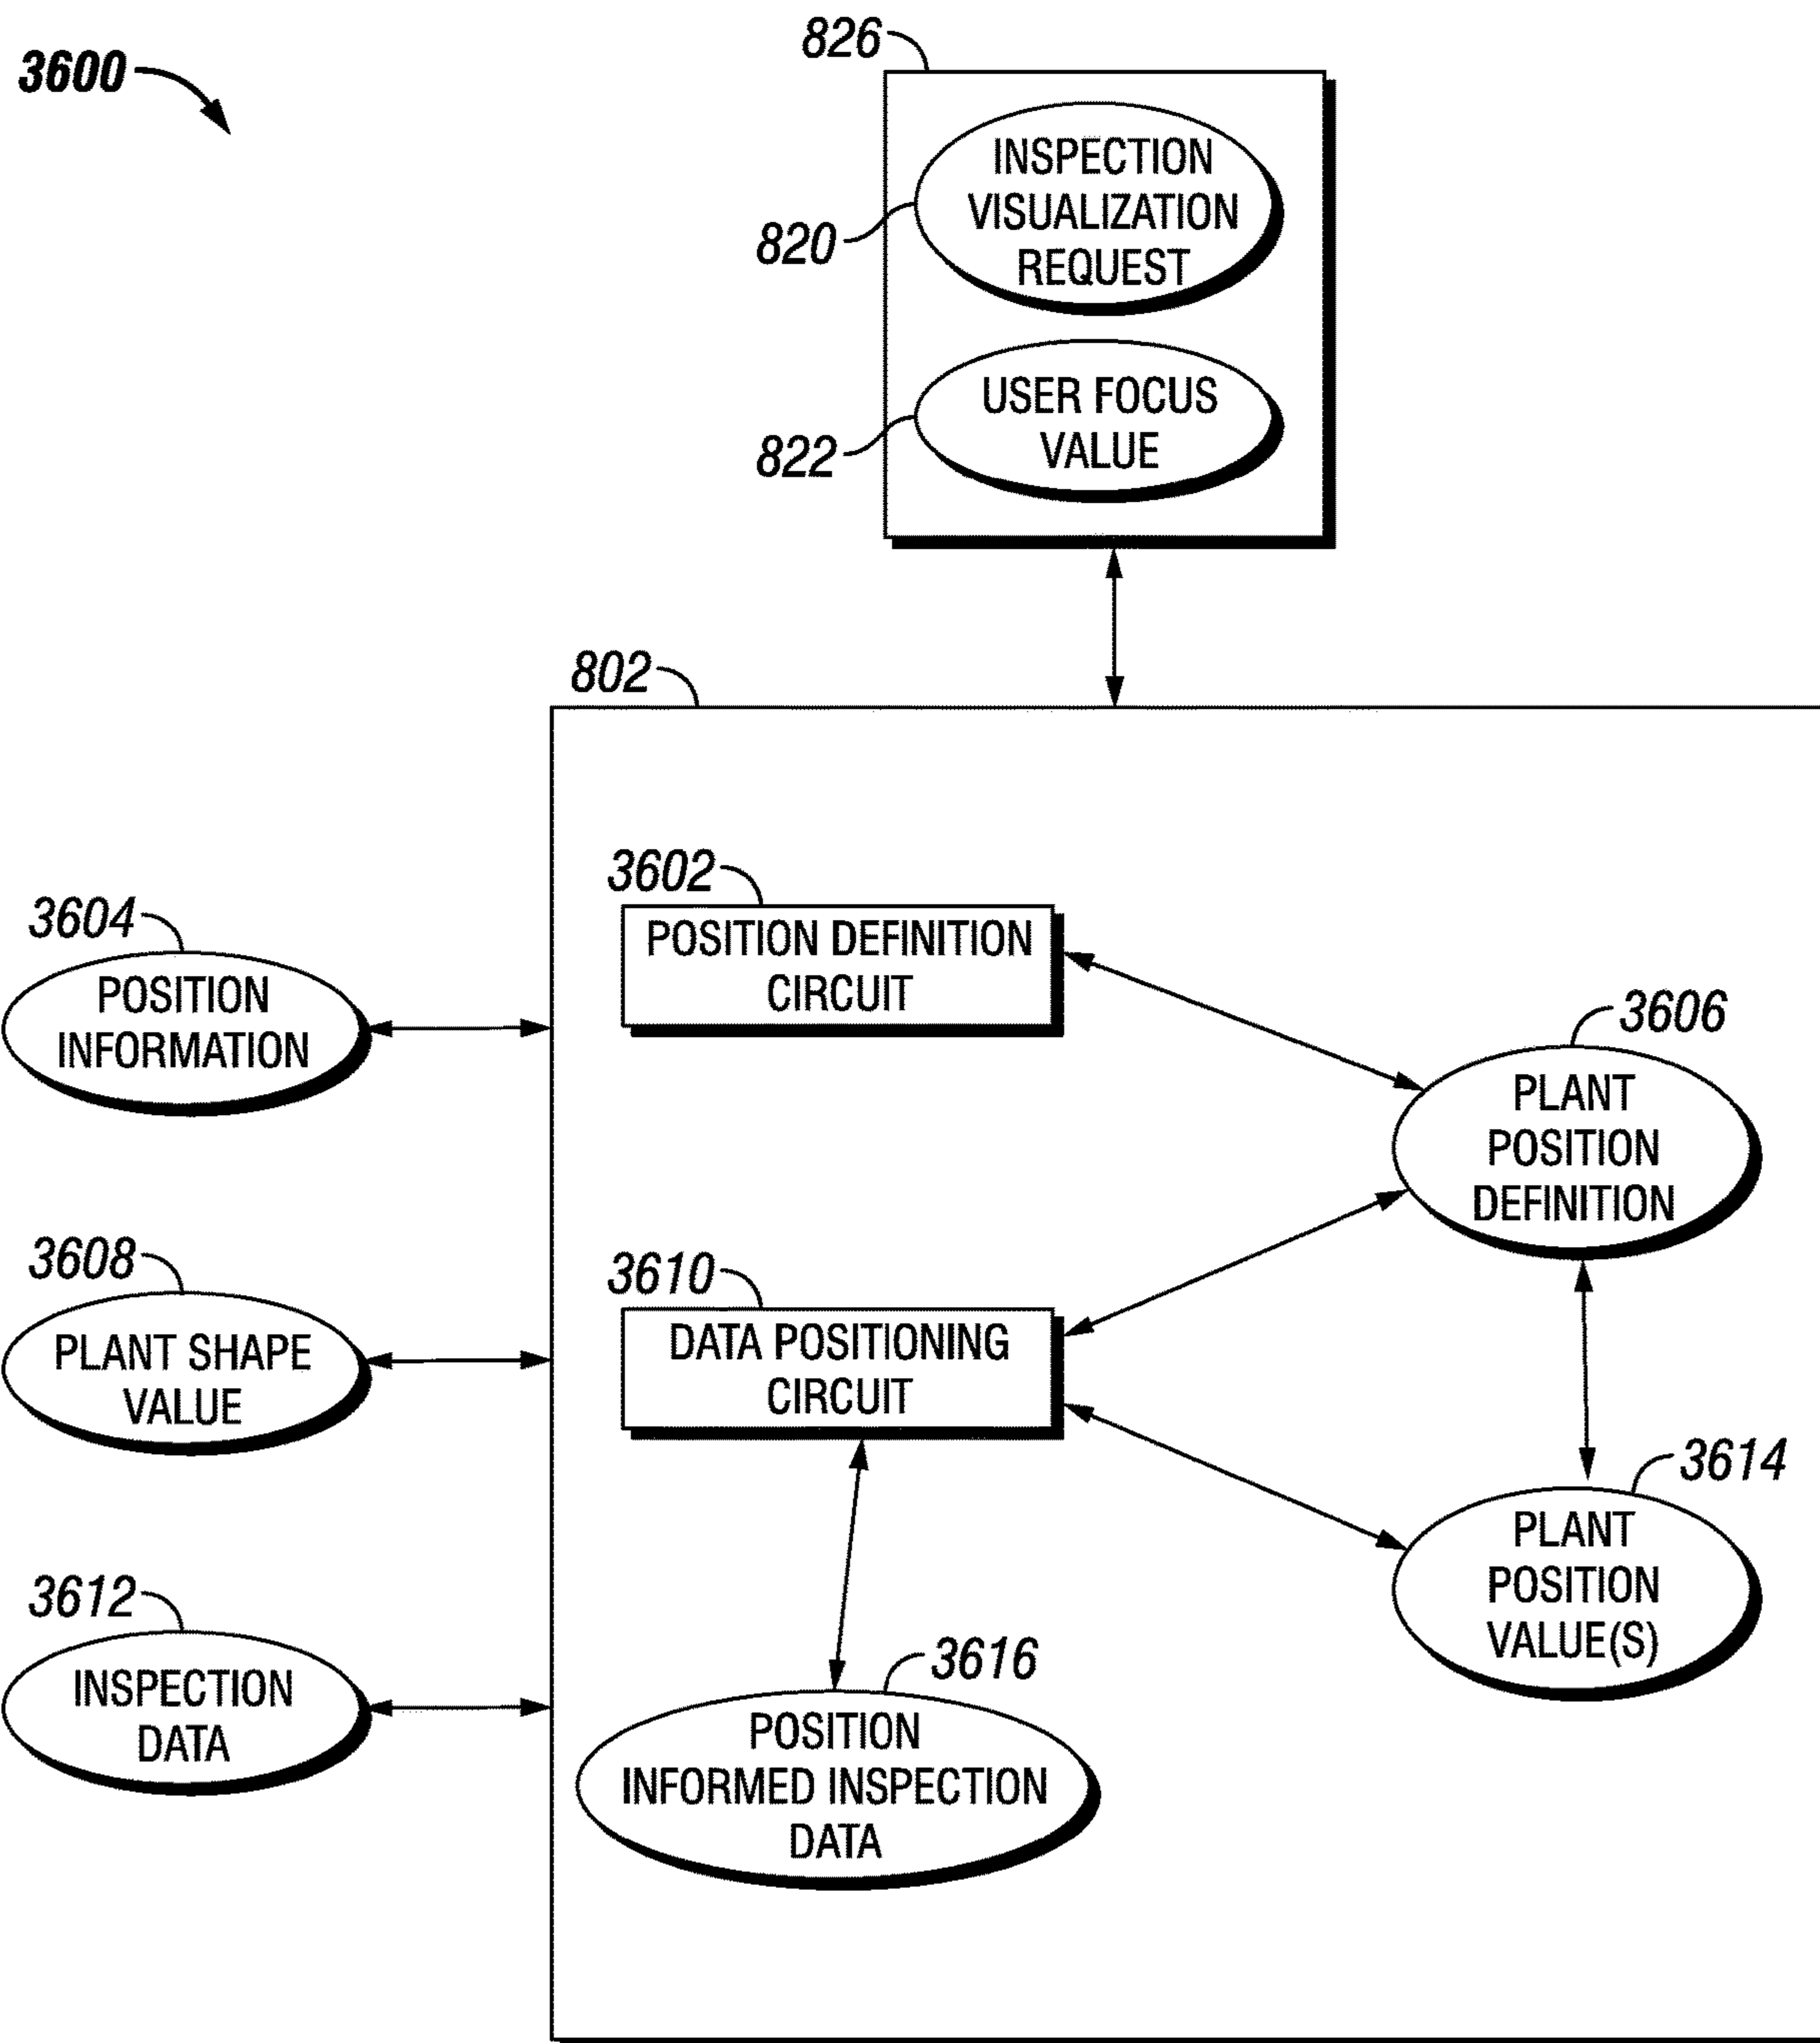 3600
826
INSPECTION
VISUALIZATION
REQUEST
820
USER FOCUS
VALUE
822
802
3602
POSITION DEFINITION
CIRCUIT
3604
POSITION
INFORMATION
3606
PLANT
POSITION
DEFINITION
3608
PLANT SHAPE
VALUE
3610
DATA POSITIONING
CIRCUIT
3614
PLANT
POSITION
VALUE(S)
3612
INSPECTION
DATA
3616
POSITION
INFORMED INSPECTION
DATA